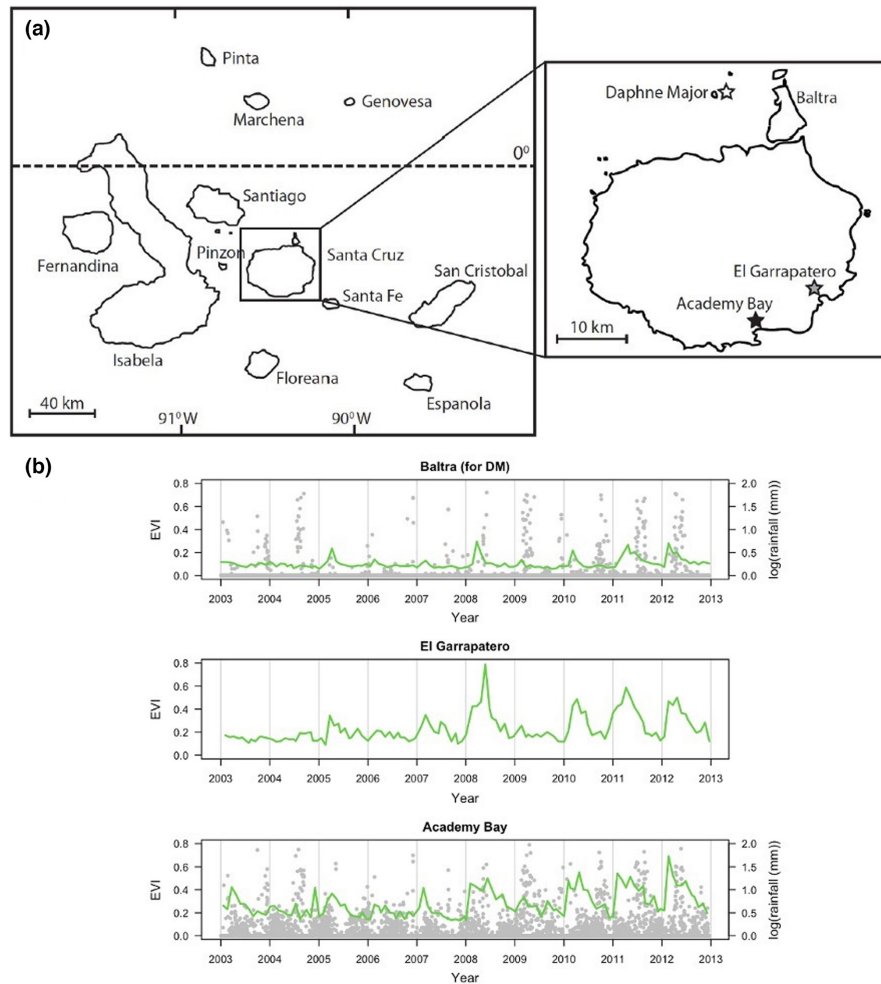 (a)
Pinta
Marchena
Genovesa
0⁰
Santiago
Fernandina
Pinzon
Santa Cruz
San Cristobal
Santa Fe
Isabela
Floreana
Espanola
40 km
91°W
90⁰W
Daphne Major
Baltra
El Garrapatero
Academy Bay
10 km
(b)
Baltra (for DM)
EVI
0.8
0.6
0.4
0.2
0.0
2.0
1.5
1.0
0.5
0.0
log(rainfall (mm))
2003 2004 2005 2006 2007 2008 2009 2010 2011 2012 2013
Year
El Garrapatero
EVI
0.8
0.6
0.4
0.2
0.0
2003 2004 2005 2006 2007 2008 2009 2010 2011 2012 2013
Year
Academy Bay
EVI
0.8
0.6
0.4
0.2
0.0
2.0
1.5
1.0
0.5
0.0
log(rainfall (mm))
2003 2004 2005 2006 2007 2008 2009 2010 2011 2012 2013
Year